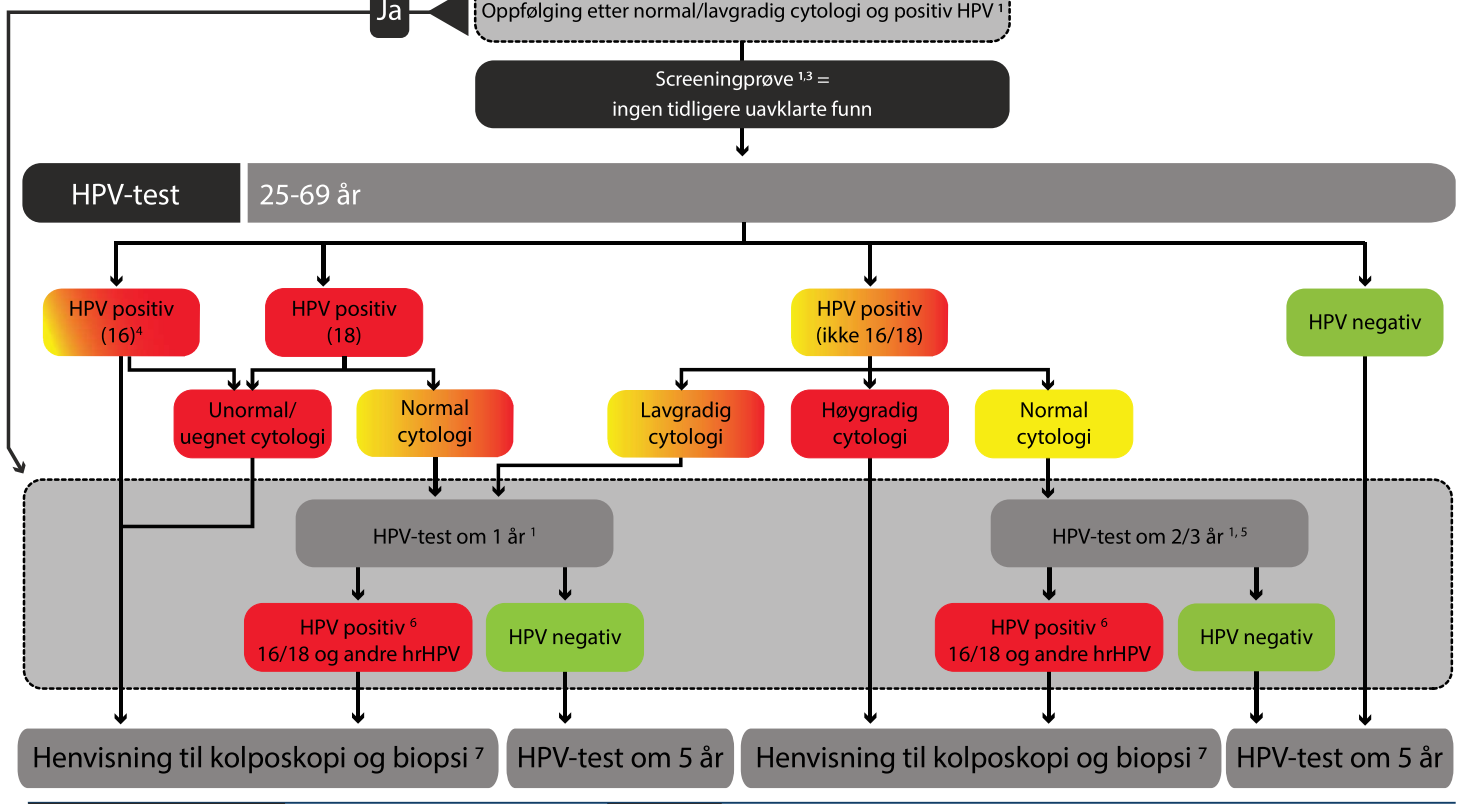 Ja
Oppfølging etter normal/lavgradig cytologi og positiv HPV ¹
Screeningprøve ¹,³ =
ingen tidligere uavklarte funn
HPV-test
25-69 år
HPV positiv
(16)⁴
HPV positiv
(18)
HPV positiv
(ikke 16/18)
HPV negativ
Unormal/
uegnet cytologi
Normal
cytologi
Lavgradig
cytologi
Høygradig
cytologi
Normal
cytologi
HPV-test om 1 år ¹
HPV-test om 2/3 år ¹, ⁵
HPV positiv ⁶
16/18 og andre hrHPV
HPV negativ
HPV positiv ⁶
16/18 og andre hrHPV
HPV negativ
Henvisning til kolposkopi og biopsi ⁷
HPV-test om 5 år
Henvisning til kolposkopi og biopsi ⁷
HPV-test om 5 år